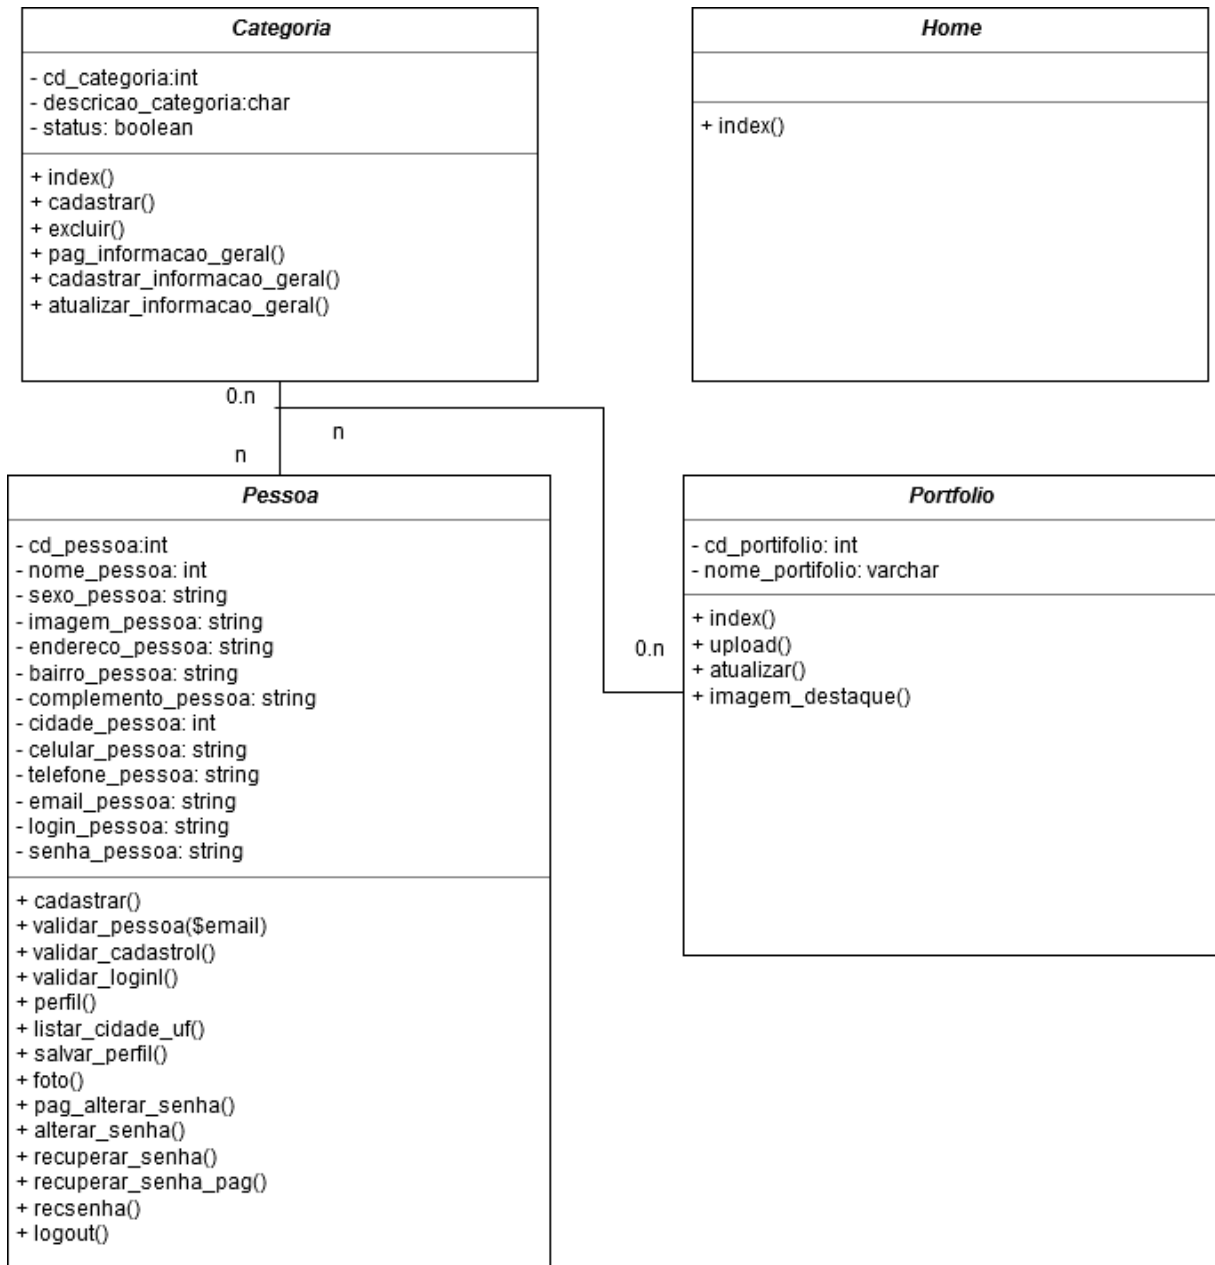 Categoria
- cd_categoria:int
- descricao_categoria:char
- status: boolean
+ index()
+ cadastrar()
+ excluir()
+ pag_informacao_geral()
+ cadastrar_informacao_geral()
+ atualizar_informacao_geral()
Home
+ index()
0.n
n
n
0.n
Pessoa
- cd_pessoa:int
- nome_pessoa: int
- sexo_pessoa: string
- imagem_pessoa: string
- endereco_pessoa: string
- bairro_pessoa: string
- complemento_pessoa: string
- cidade_pessoa: int
- celular_pessoa: string
- telefone_pessoa: string
- email_pessoa: string
- login_pessoa: string
- senha_pessoa: string
+ cadastrar()
+ validar_pessoa($email)
+ validar_cadastrol()
+ validar_loginl()
+ perfil()
+ listar_cidade_uf()
+ salvar_perfil()
+ foto()
+ pag_alterar_senha()
+ alterar_senha()
+ recuperar_senha()
+ recuperar_senha_pag()
+ recsenha()
+ logout()
Portfolio
- cd_portifolio: int
- nome_portifolio: varchar
+ index()
+ upload()
+ atualizar()
+ imagem_destaque()